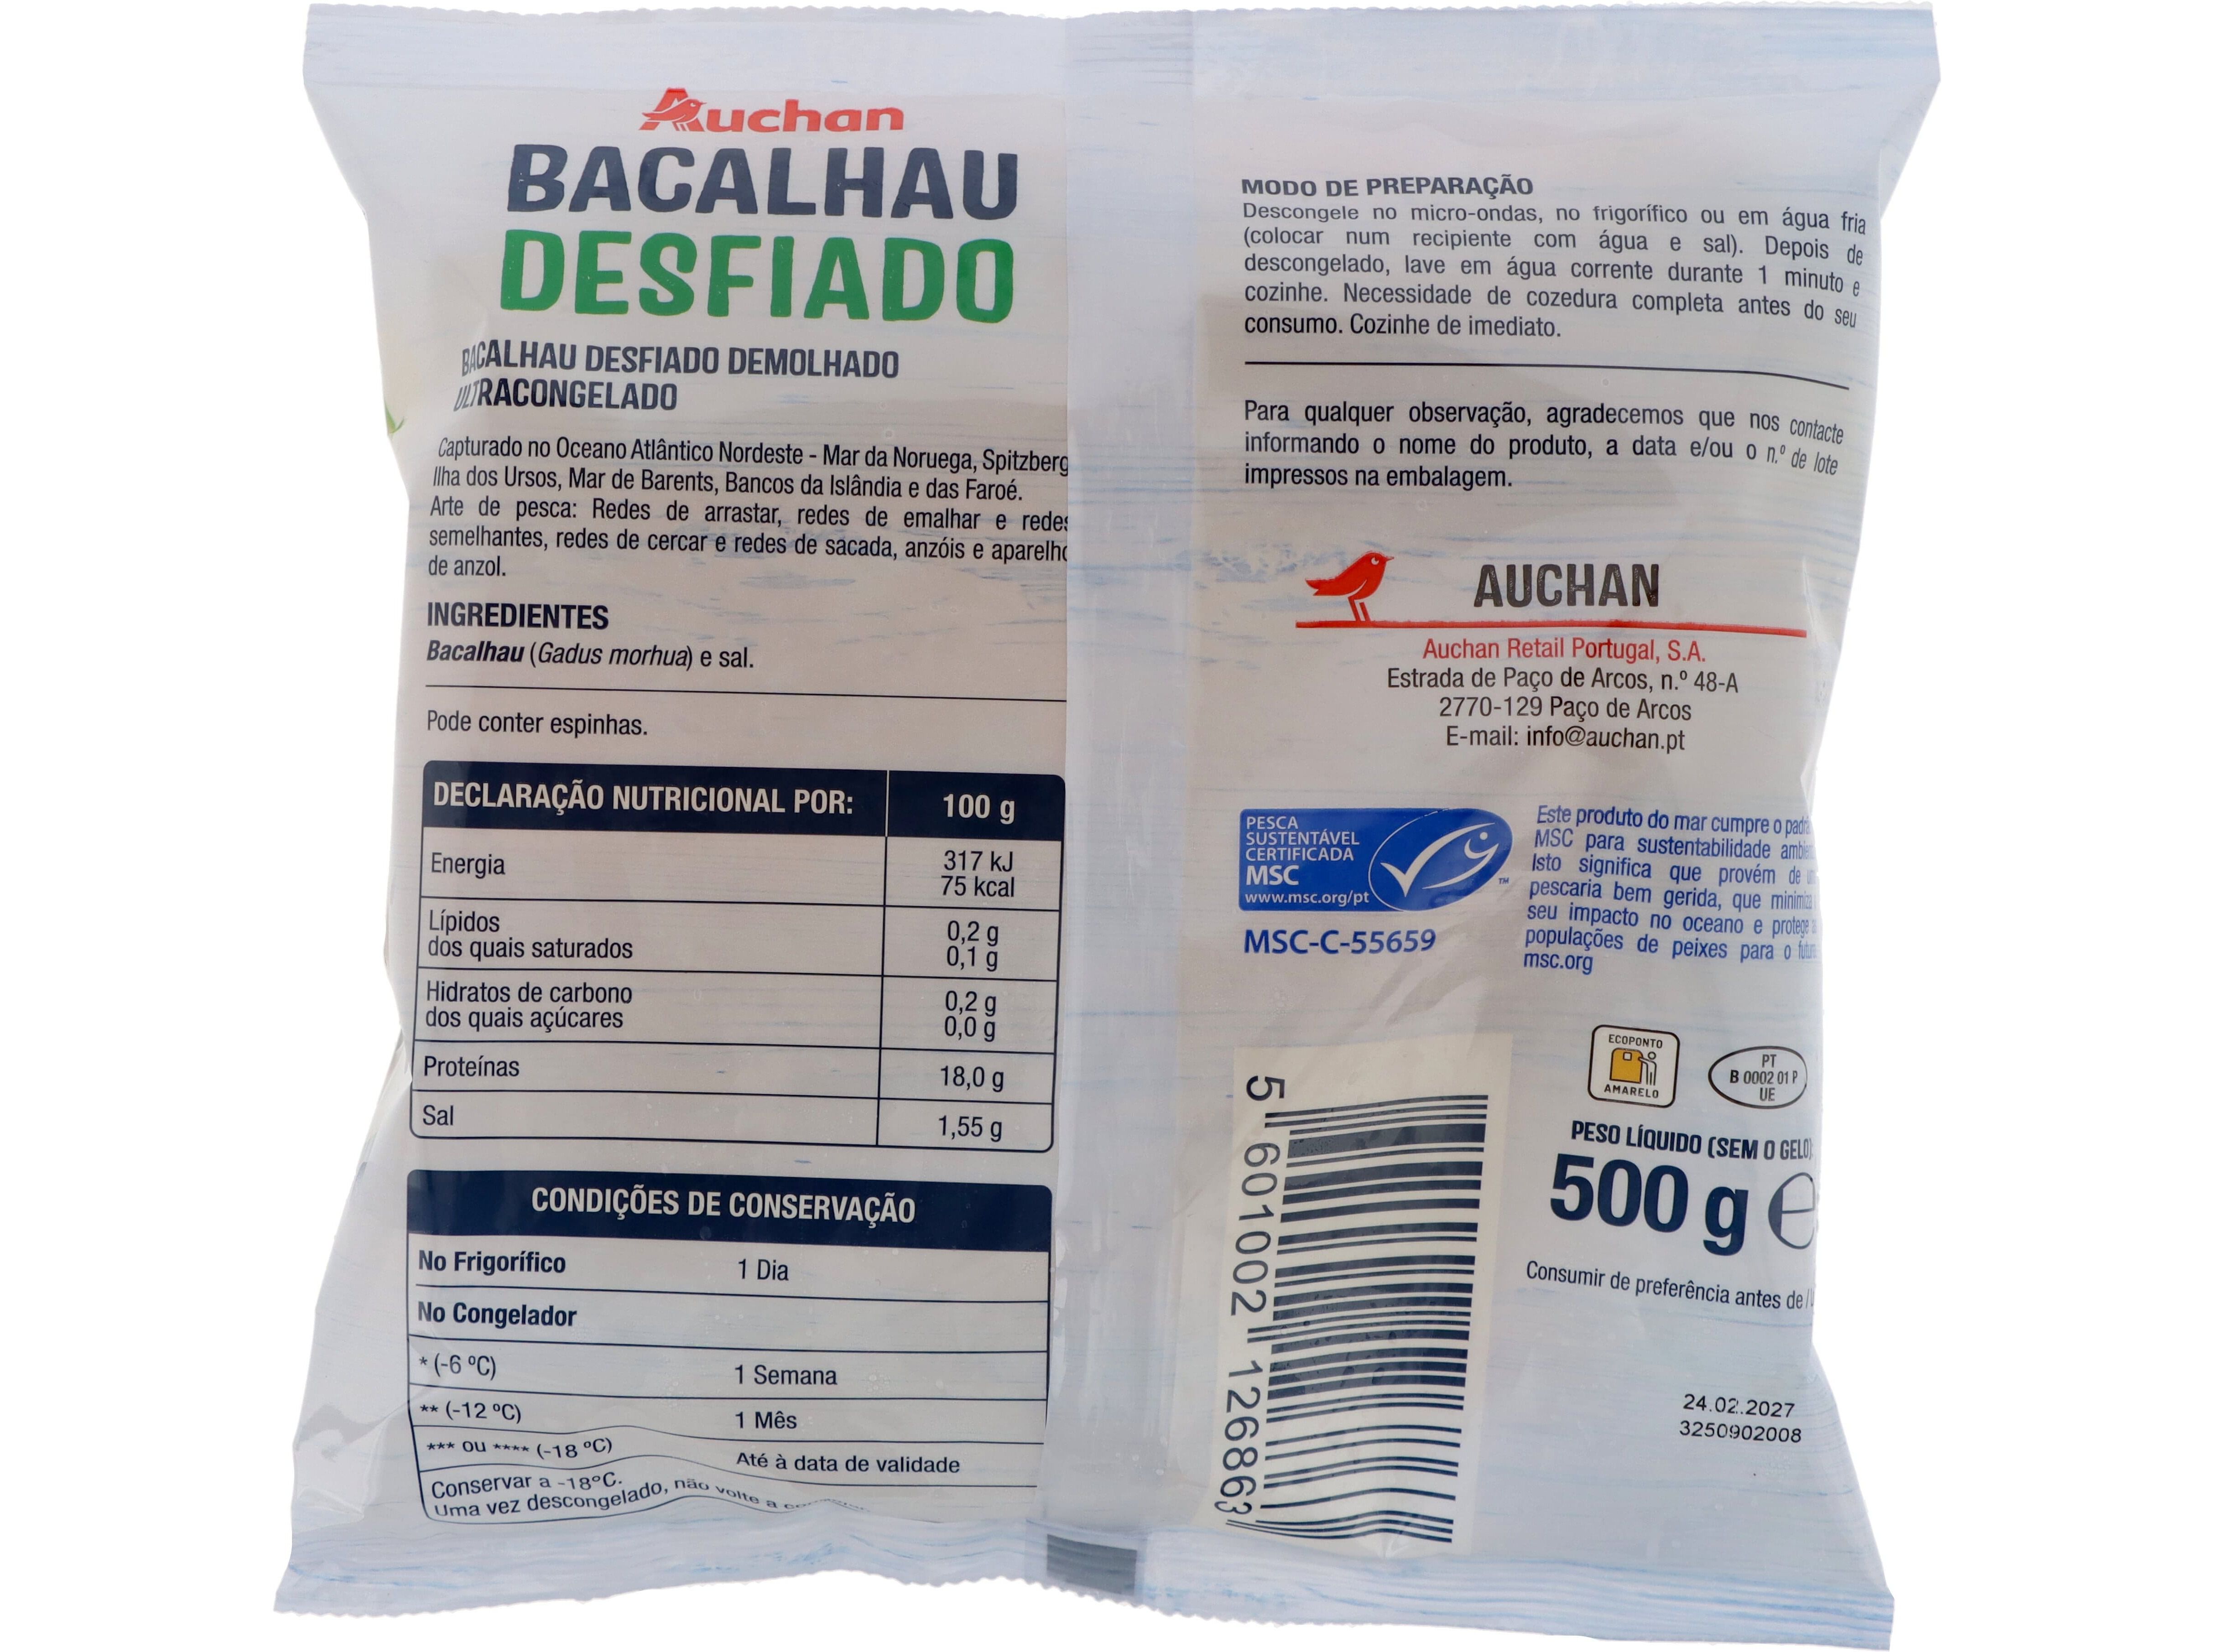 Auchan
BACALHAU
DESFIADO
BACALHAU DESFIADO DEMOLHADO
ULTRACONGELADO
Capturado no Oceano Atlântico Nordeste - Mar da Noruega, Spitzberg
Ilha dos Ursos, Mar de Barents, Bancos da Islândia e das Faroé.
Arte de pesca: Redes de arrastar, redes de emalhar e redes
semelhantes, redes de cercar e redes de sacada, anzóis e aparelho
de anzol.
INGREDIENTES
Bacalhau (Gadus morhua) e sal.
Pode conter espinhas.
DECLARAÇÃO NUTRICIONAL POR: 100 g
Energia 317 kJ
75 kcal
Lípidos 0,2 g
dos quais saturados 0,1 g
Hidratos de carbono 0,2 g
dos quais açúcares 0,0 g
Proteínas 18,0 g
Sal 1,55 g
CONDIÇÕES DE CONSERVAÇÃO
No Frigorífico 1 Dia
No Congelador
* (-6 ºC) 1 Semana
** (-12 ºC) 1 Mês
*** ou **** (-18 ºC) Até à data de validade
Conservar a -18ºC.
Uma vez descongelado, não volte a
MODO DE PREPARAÇÃO
Descongele no micro-ondas, no frigorífico ou em água fria
(colocar num recipiente com água e sal). Depois de
descongelado, lave em água corrente durante 1 minuto e
cozinhe. Necessidade de cozedura completa antes do seu
consumo. Cozinhe de imediato.
Para qualquer observação, agradecemos que nos contacte
informando o nome do produto, a data e/ou o n.º de lote
impressos na embalagem.
AUCHAN
Auchan Retail Portugal, S.A.
Estrada de Paço de Arcos, n.º 48-A
2770-129 Paço de Arcos
E-mail: info@auchan.pt
PESCA
SUSTENTÁVEL
CERTIFICADA
MSC
www.msc.org/pt
TM
MSC-C-55659
Este produto do mar cumpre o
MSC para sustentabilidade
Isto significa que provém de
pescaria bem gerida, que minimiza
seu impacto no oceano e protege
populações de peixes para o
msc.org
ECOPONTO
AMARELO
PT
B 0002 01 P
UE
PESO LÍQUIDO (SEM O GELO)
500 g e
Consumir de preferência antes de
24.02.2027
3250902008
5 601002 126863